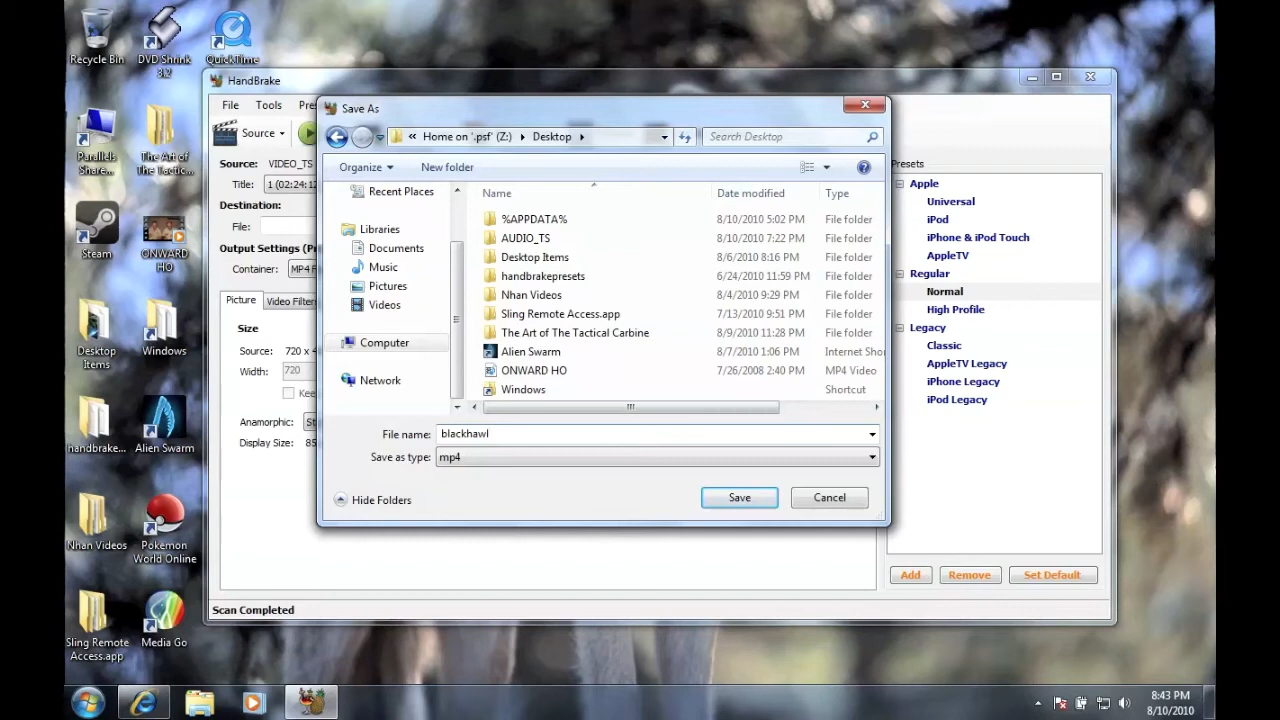 Recycle Bin
DVD Shrink
3.2
QuickTime
Parallels
Share...
The Art of
The Tactic...
Steam
ONWARD
HO
Desktop
Items
Windows
handbrake...
Alien Swarm
Nhan Videos
Pokemon
World Online
Sling Remote
Access.app
Media Go
HandBrake
File Tools Pres
Source
Source: VIDEO_TS
Title: 1 (02:24:12
Destination:
File:
Output Settings (Pr
Container: MP4 F
Picture Video Filters
Size
Source: 720 x 4
Width: 720
Kee
Anamorphic: St
Display Size: 85
Scan Completed
Save As
« Home on '.psf' (Z:) Desktop
Search Desktop
Organize New folder
Recent Places
Libraries
Documents
Music
Pictures
Videos
Computer
Network
Name Date modified Type
%APPDATA% 8/10/2010 5:02 PM File folder
AUDIO_TS 8/10/2010 7:22 PM File folder
Desktop Items 8/6/2010 8:16 PM File folder
handbrakepresets 6/24/2010 11:59 PM File folder
Nhan Videos 8/4/2010 9:29 PM File folder
Sling Remote Access.app 7/13/2010 9:51 PM File folder
The Art of The Tactical Carbine 8/9/2010 11:28 PM File folder
Alien Swarm 8/7/2010 1:06 PM Internet Shor
ONWARD HO 7/26/2008 2:40 PM MP4 Video
Windows Shortcut
File name: blackhawl
Save as type: mp4
Hide Folders
Save Cancel
Presets
Apple
Universal
iPod
iPhone & iPod Touch
AppleTV
Regular
Normal
High Profile
Legacy
Classic
AppleTV Legacy
iPhone Legacy
iPod Legacy
Add Remove Set Default
8:43 PM
8/10/2010